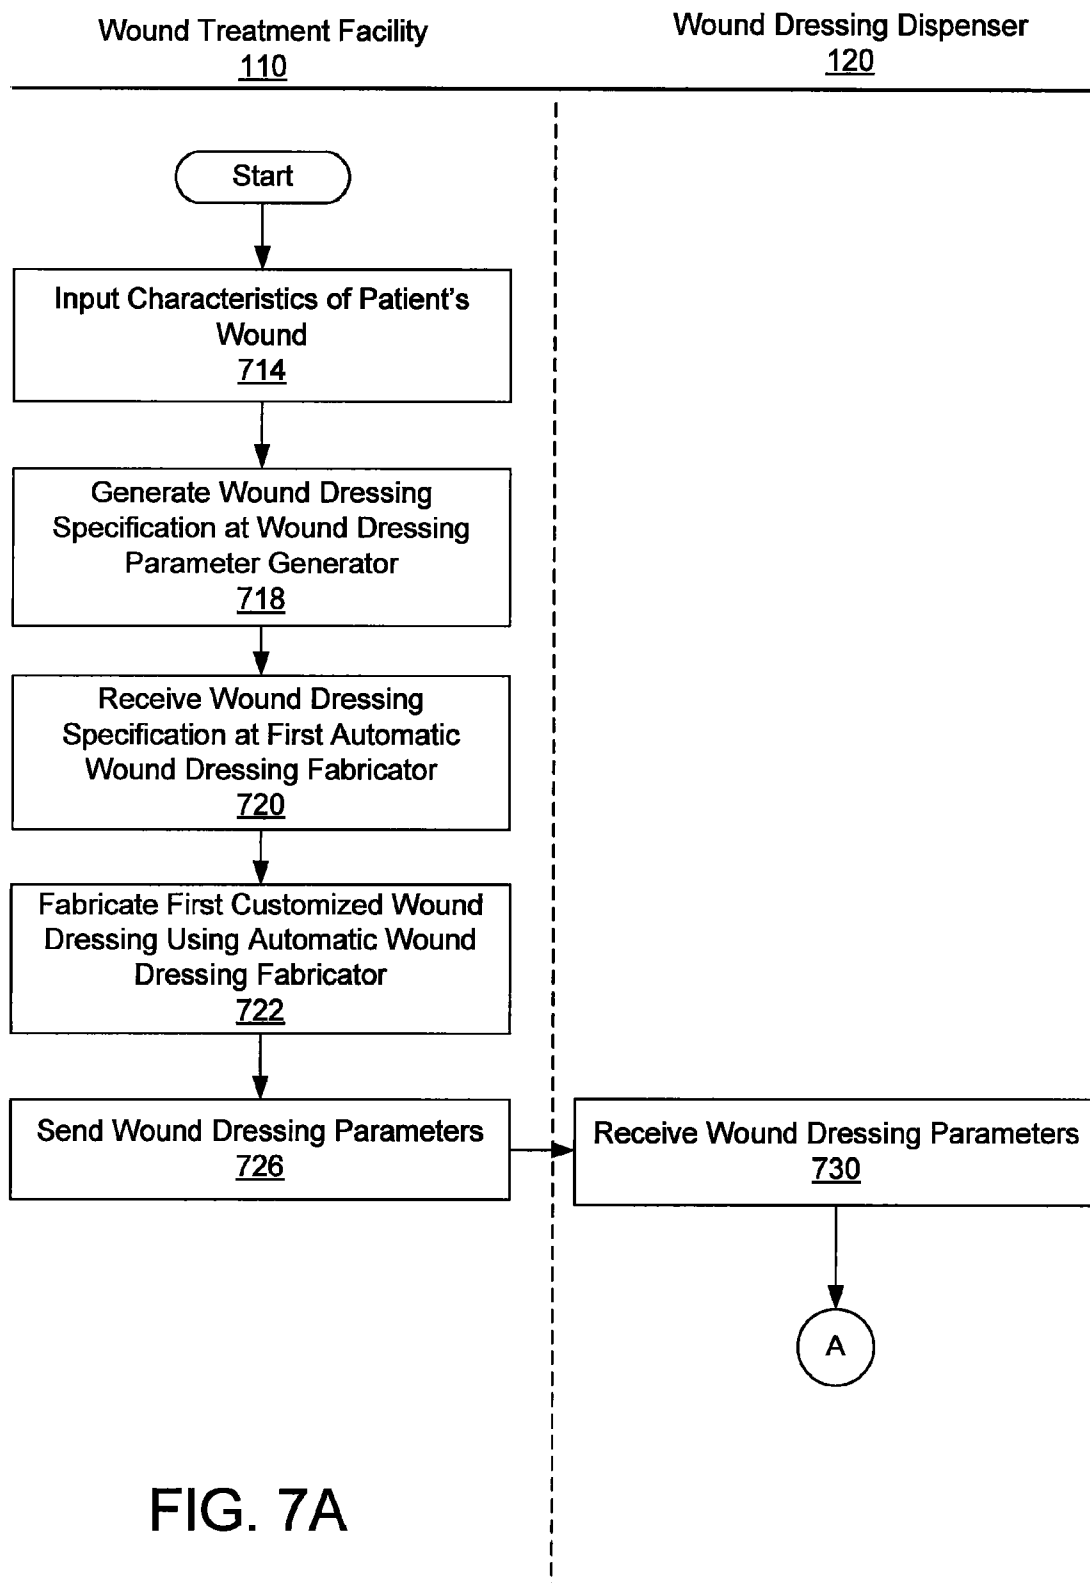 Wound Treatment Facility
110
Wound Dressing Dispenser
120
Start
Input Characteristics of Patient's
Wound
714
Generate Wound Dressing
Specification at Wound Dressing
Parameter Generator
718
Receive Wound Dressing
Specification at First Automatic
Wound Dressing Fabricator
720
Fabricate First Customized Wound
Dressing Using Automatic Wound
Dressing Fabricator
722
Send Wound Dressing Parameters
726
Receive Wound Dressing Parameters
730
A
FIG. 7A